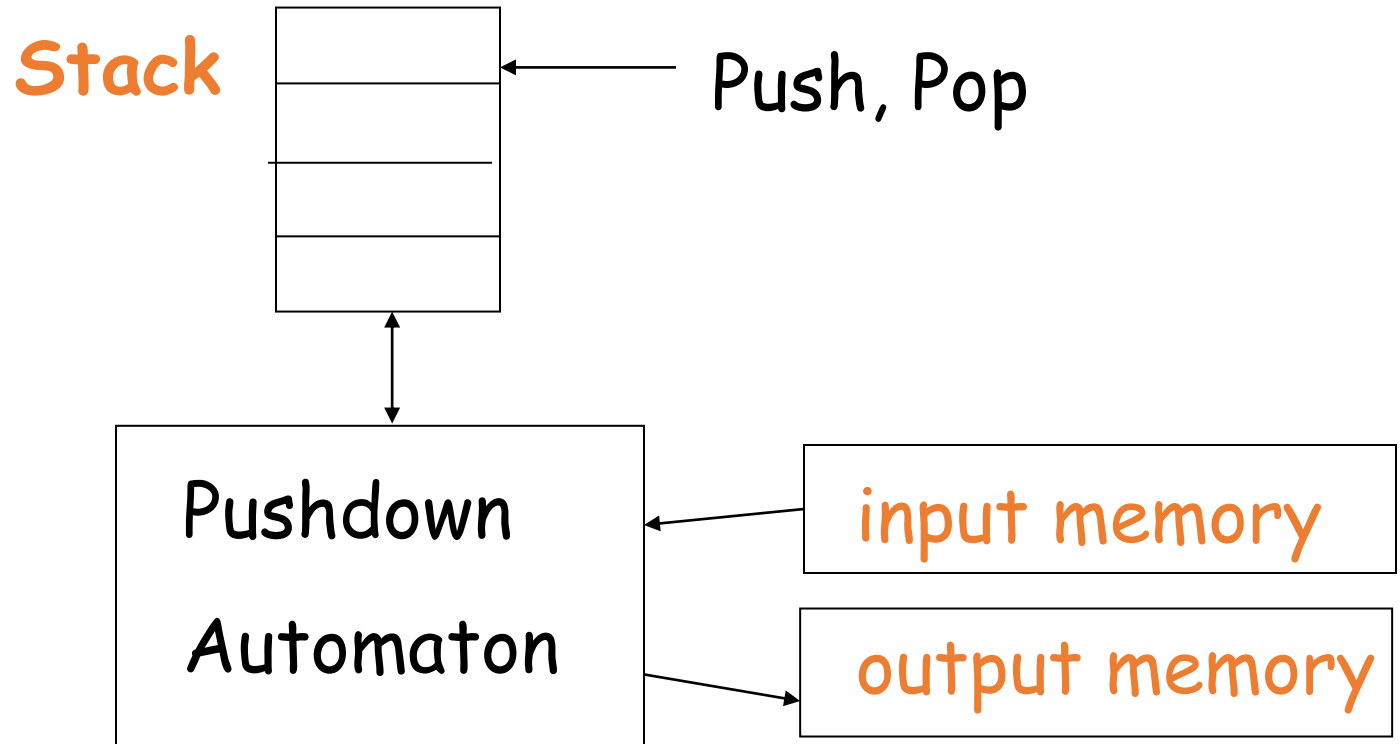 Stack
Push, Pop
Pushdown
Automaton
input memory
output memory